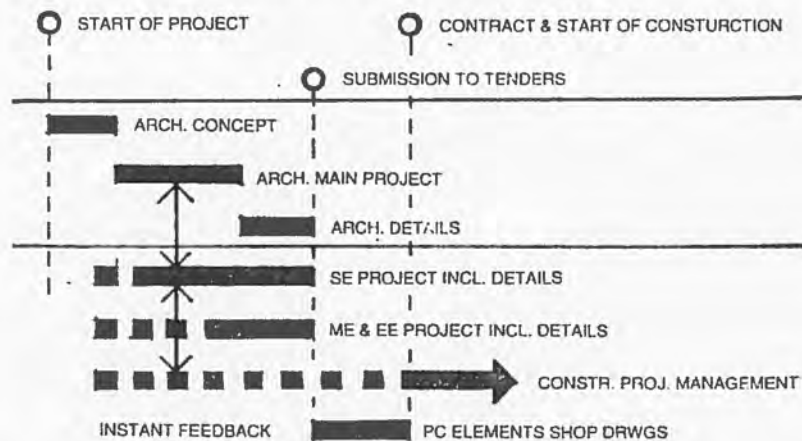 START OF PROJECT
CONTRACT & START OF CONSTURCTION
SUBMISSION TO TENDERS
ARCH. CONCEPT
ARCH. MAIN PROJECT
ARCH. DETAILS
SE PROJECT INCL. DETAILS
ME & EE PROJECT INCL. DETAILS
CONSTR. PROJ. MANAGEMENT
INSTANT FEEDBACK
PC ELEMENTS SHOP DRWGS